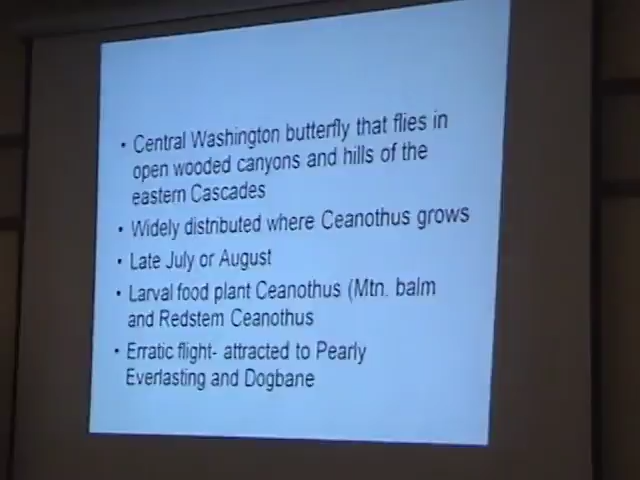 • Central Washington butterfly that flies in
open wooded canyons and hills of the
eastern Cascades
• Widely distributed where Ceanothus grows
• Late July or August
• Larval food plant Ceanothus (Mtn. balm
and Redstem Ceanothus
• Erratic flight- attracted to Pearly
Everlasting and Dogbane